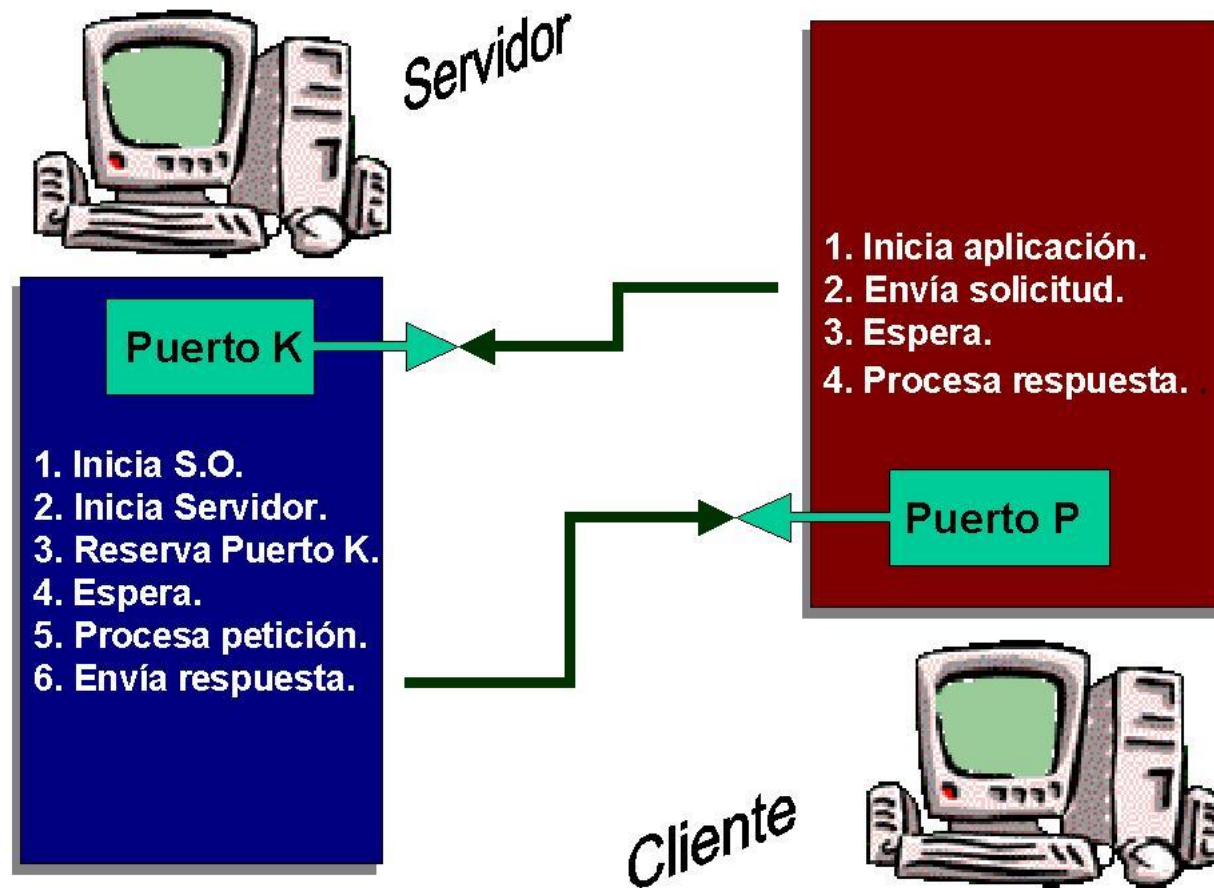 Servidor
Puerto K
1. Inicia S.O.
2. Inicia Servidor.
3. Reserva Puerto K.
4. Espera.
5. Procesa petición.
6. Envía respuesta.
1. Inicia aplicación.
2. Envía solicitud.
3. Espera.
4. Procesa respuesta. .
Puerto P
Cliente